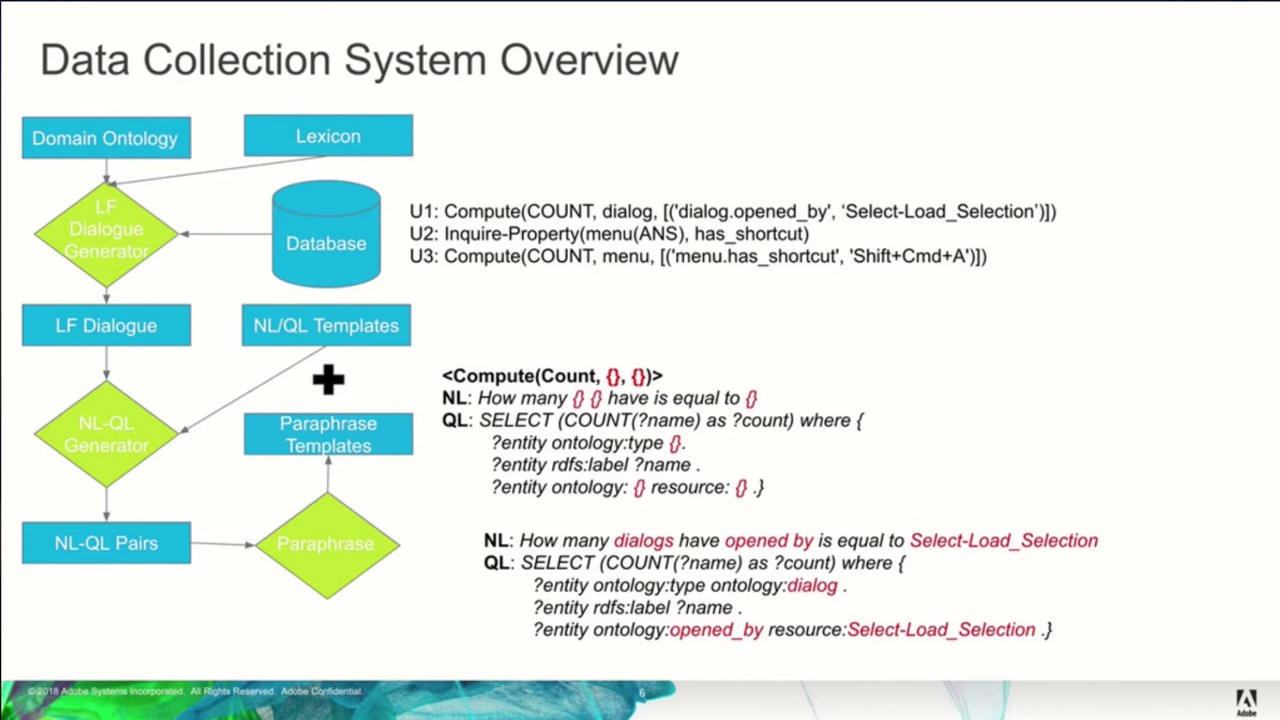 Data Collection System Overview
Domain Ontology
Lexicon
LF
Dialogue
Generator
Database
U1: Compute(COUNT, dialog, [('dialog.opened_by', ‘Select-Load_Selection’)])
U2: Inquire-Property(menu(ANS), has_shortcut)
U3: Compute(COUNT, menu, [('menu.has_shortcut', 'Shift+Cmd+A')])
LF Dialogue
NL/QL Templates
<Compute(Count, {}, {})>
NL: How many {} {} have is equal to {}
QL: SELECT (COUNT(?name) as ?count) where {
?entity ontology:type {}.
?entity rdfs:label ?name .
?entity ontology: {} resource: {} .}
NL-QL
Generator
Paraphrase
Templates
NL-QL Pairs
Paraphrase
NL: How many dialogs have opened by is equal to Select-Load_Selection
QL: SELECT (COUNT(?name) as ?count) where {
?entity ontology:type ontology:dialog .
?entity rdfs:label ?name .
?entity ontology:opened_by resource:Select-Load_Selection .}
©2018 Adobe Systems Incorporated. All Rights Reserved. Adobe Confidential.
6
Adobe